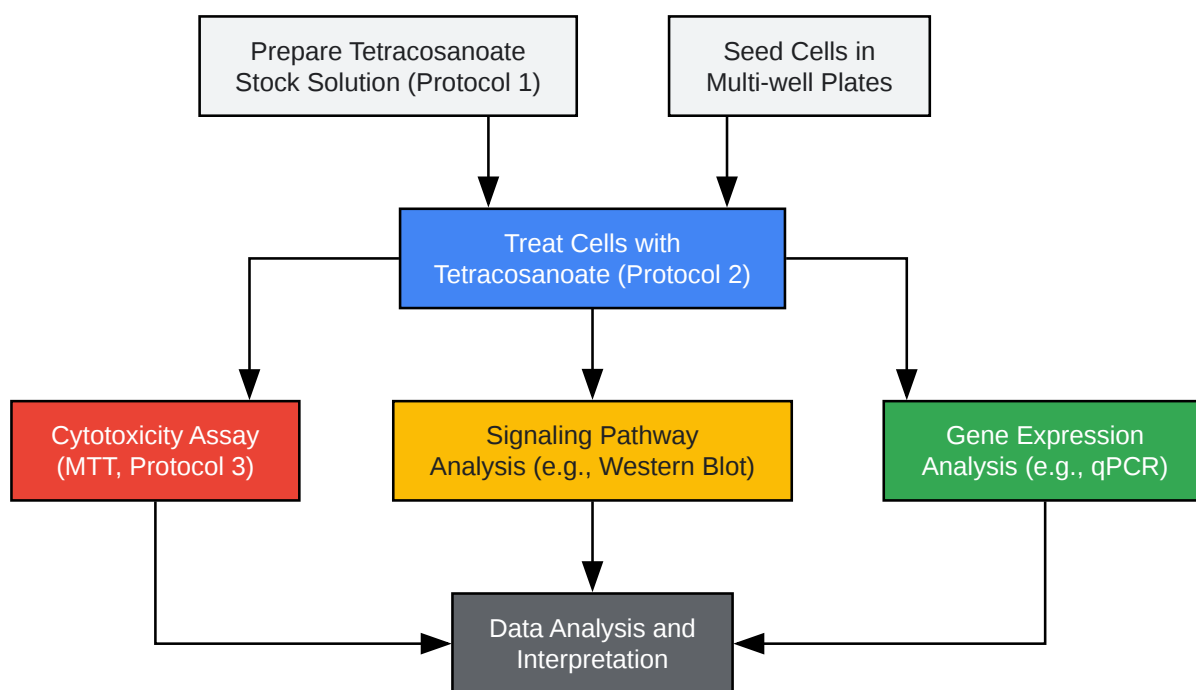 Prepare Tetracosanoate
Stock Solution (Protocol 1)
Seed Cells in
Multi-well Plates
Treat Cells with
Tetracosanoate (Protocol 2)
Cytotoxicity Assay
(MTT, Protocol 3)
Signaling Pathway
Analysis (e.g., Western Blot)
Gene Expression
Analysis (e.g., qPCR)
Data Analysis and
Interpretation